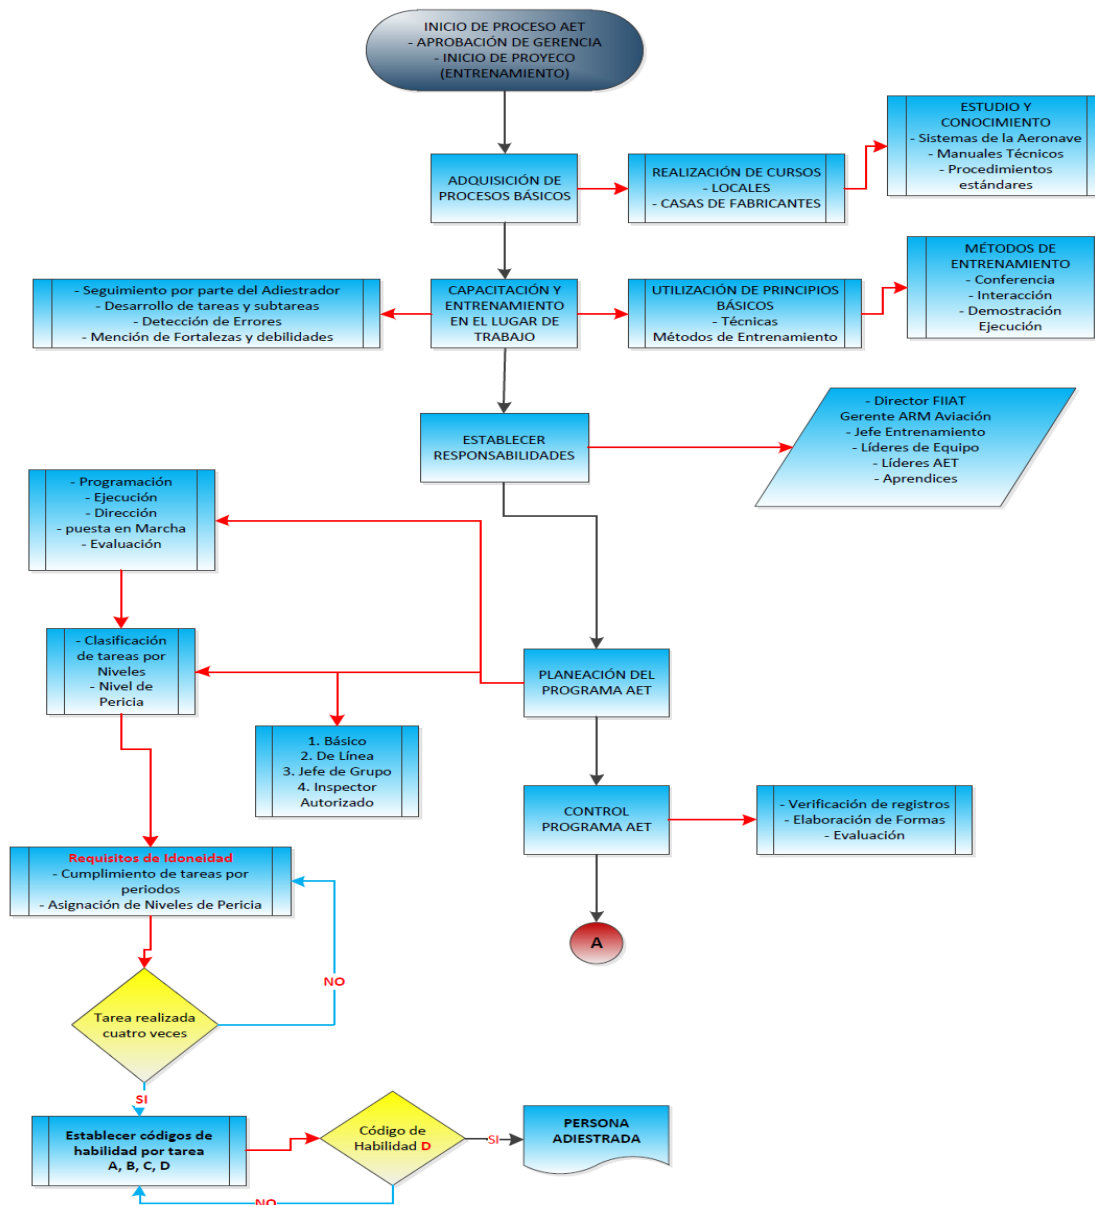 INICIO DE PROCESO AET
- APROBACIÓN DE GERENCIA
- INICIO DE PROYECO
(ENTRENAMIENTO)
ESTUDIO Y
CONOCIMIENTO
- Sistemas de la Aeronave
- Manuales Técnicos
- Procedimientos
estándares
ADQUISICIÓN DE
PROCESOS BÁSICOS
REALIZACIÓN DE CURSOS
- LOCALES
- CASAS DE FABRICANTES
MÉTODOS DE
ENTRENAMIENTO
- Conferencia
- Interacción
- Demostración
Ejecución
- Seguimiento por parte del Adiestrador
- Desarrollo de tareas y subtareas
- Detección de Errores
- Mención de Fortalezas y debilidades
CAPACITACIÓN Y
ENTRENAMIENTO
EN EL LUGAR DE
TRABAJO
UTILIZACIÓN DE PRINCIPIOS
BÁSICOS
- Técnicas
Métodos de Entrenamiento
- Director FIIAT
Gerente ARM Aviación
- Jefe Entrenamiento
- Líderes de Equipo
- Líderes AET
- Aprendices
ESTABLECER
RESPONSABILIDADES
- Programación
- Ejecución
- Dirección
- puesta en Marcha
- Evaluación
- Clasificación
de tareas por
Niveles
- Nivel de
Pericia
PLANEACIÓN DEL
PROGRAMA AET
1. Básico
2. De Línea
3. Jefe de Grupo
4. Inspector
Autorizado
CONTROL
PROGRAMA AET
- Verificación de registros
- Elaboración de Formas
- Evaluación
Requisitos de Idoneidad
- Cumplimiento de tareas por
periodos
- Asignación de Niveles de Pericia
A
NO
Tarea realizada
cuatro veces
SI
Establecer códigos de
habilidad por tarea
A, B, C, D
Código de
Habilidad D
SI
PERSONA
ADIESTRADA
NO